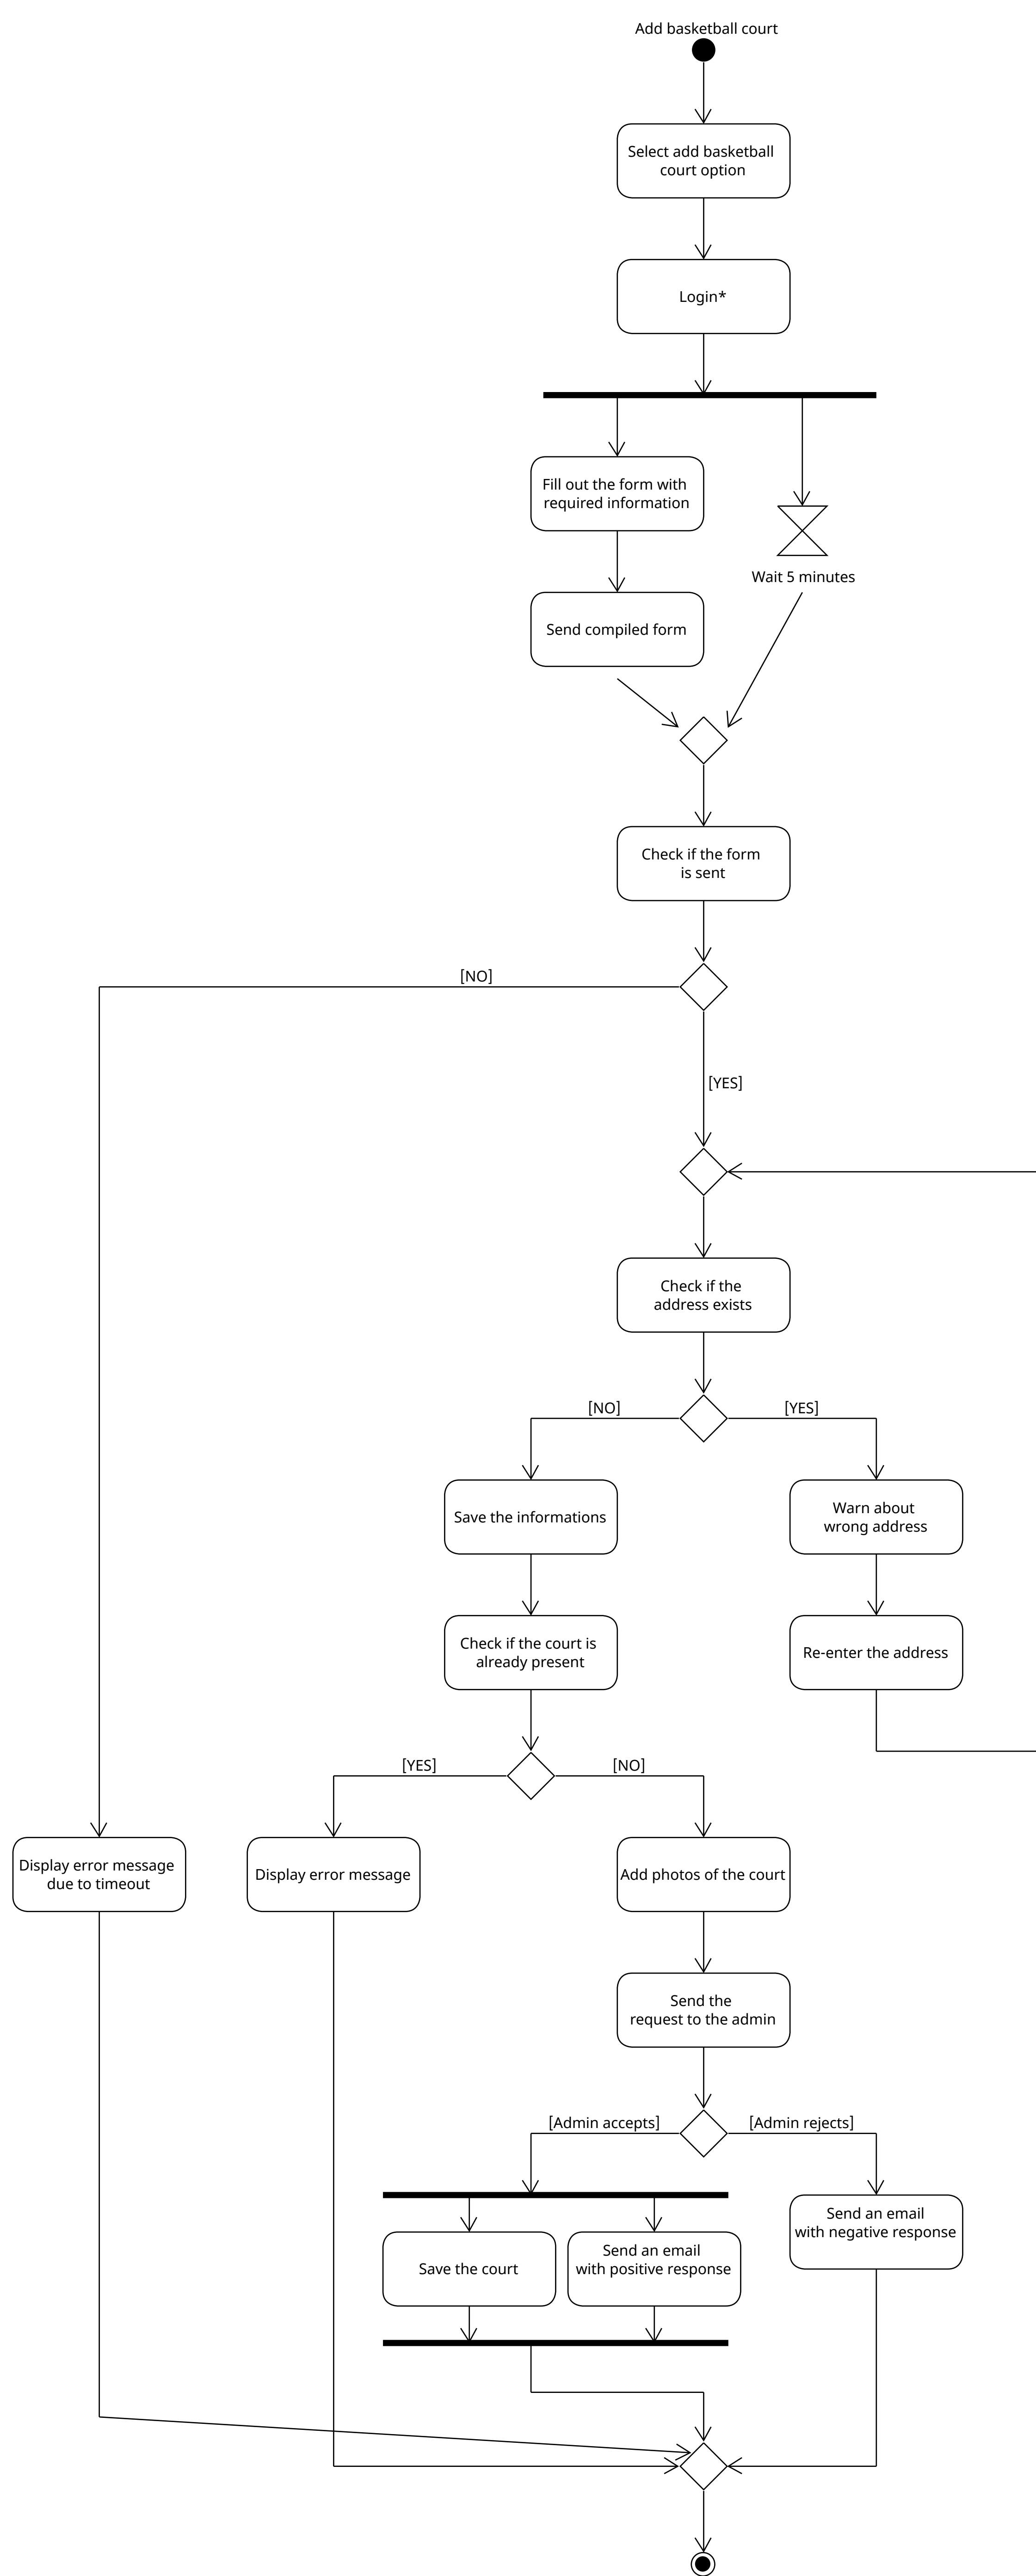 Add basketball court
Select add basketball
court option
Login*
Fill out the form with
required information
Wait 5 minutes
Send compiled form
Check if the form
is sent
[NO]
[YES]
Check if the
address exists
[NO]
[YES]
Save the informations
Warn about
wrong address
Check if the court is
already present
Re-enter the address
[YES]
[NO]
Display error message
due to timeout
Display error message
Add photos of the court
Send the
request to the admin
[Admin accepts]
[Admin rejects]
Send an email
with negative response
Save the court
Send an email
with positive response